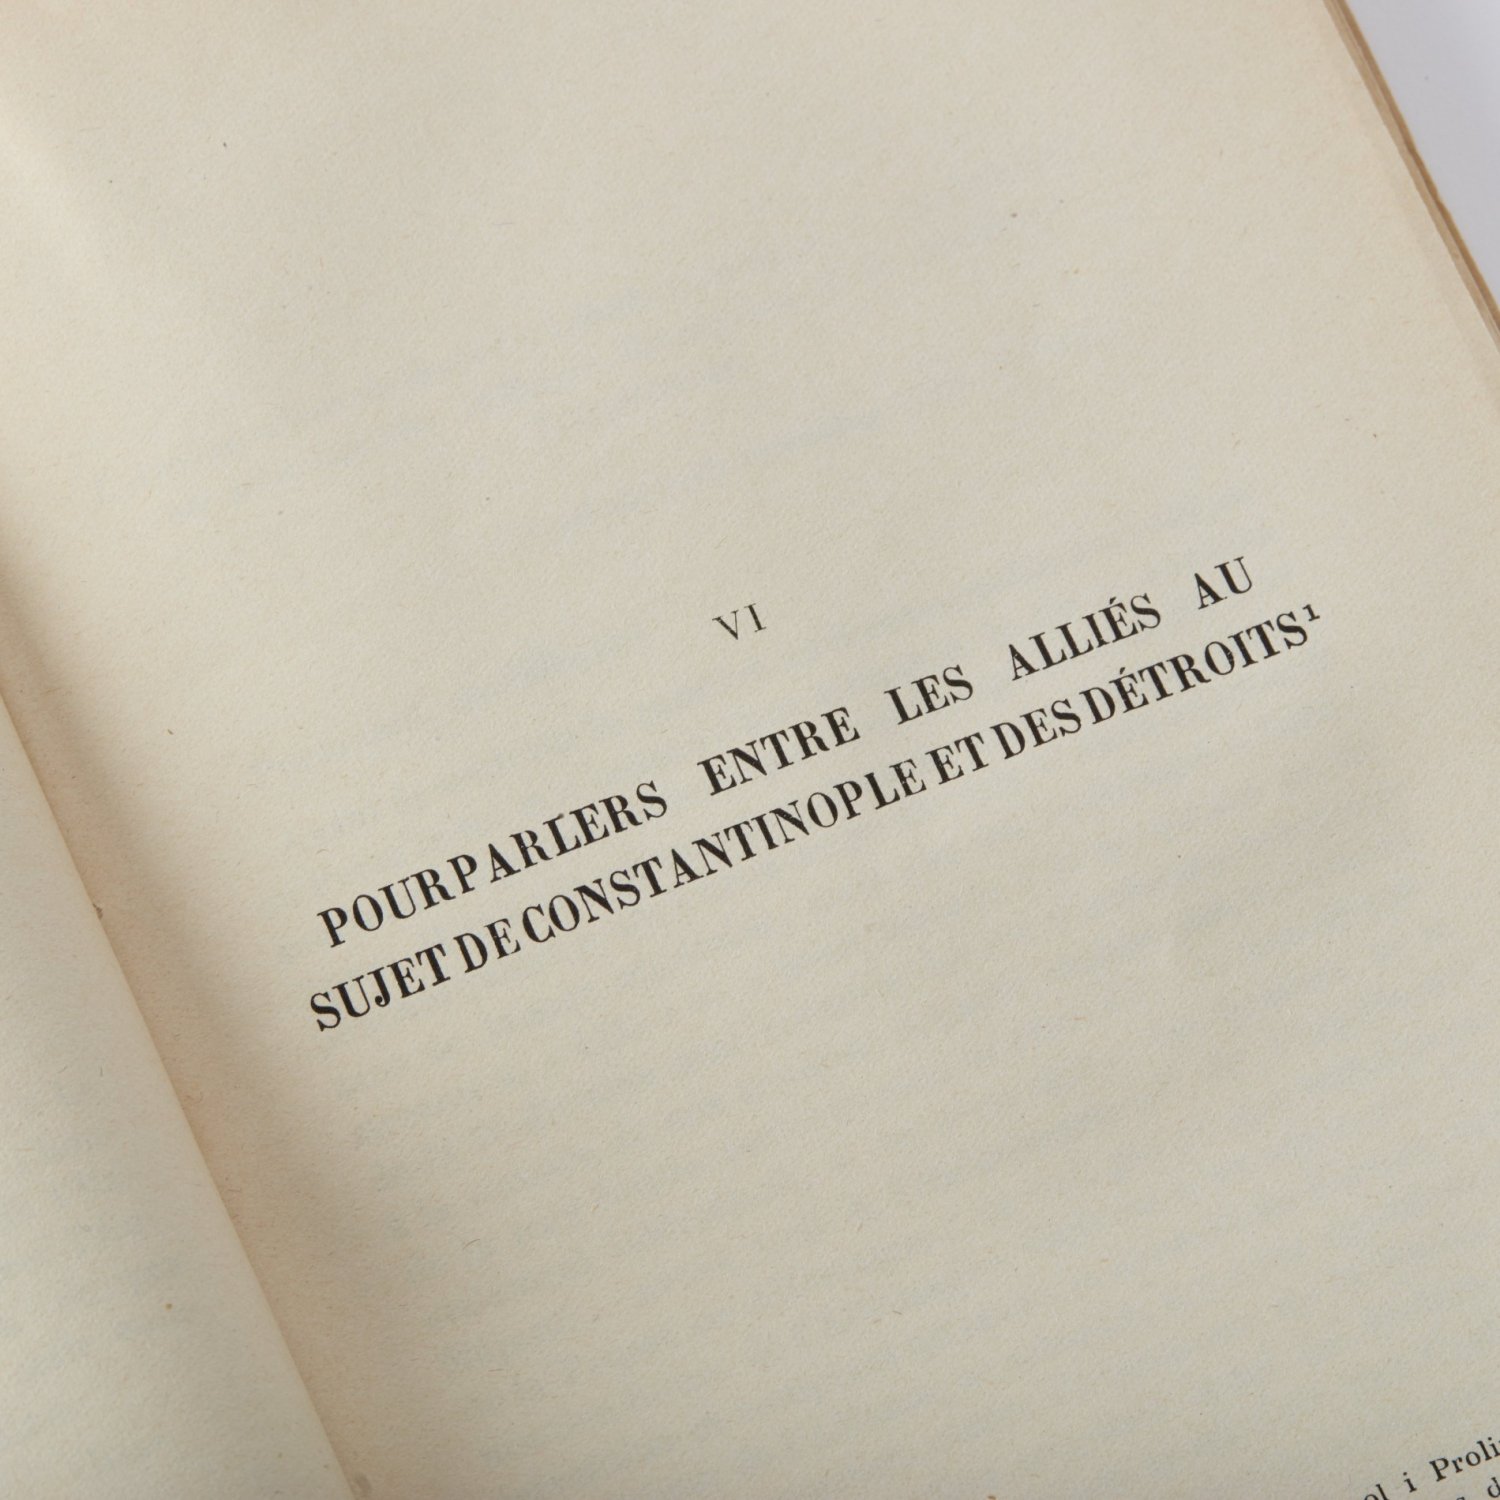 VI
POURPARLERS ENTRE LES ALLIÉS AU
SUJET DE CONSTANTINOPLE ET DES DÉTROITS¹
i